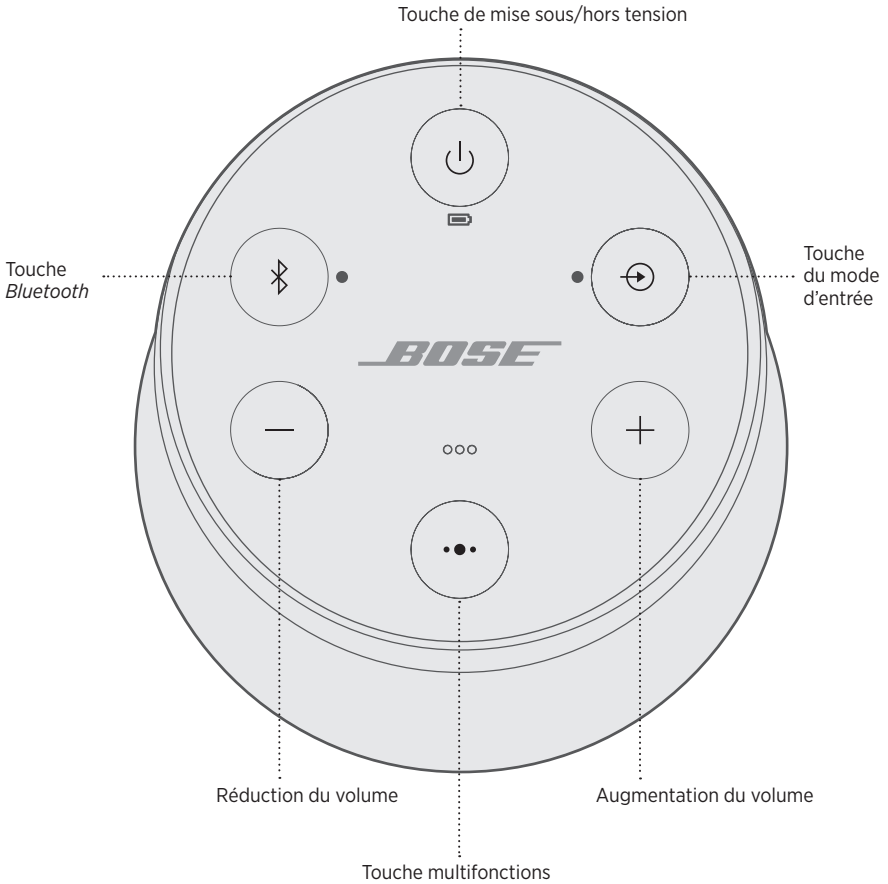 Touche de mise sous/hors tension
Touche
Bluetooth
Touche
du mode
d'entrée
BOSE
Réduction du volume
Augmentation du volume
Touche multifonctions